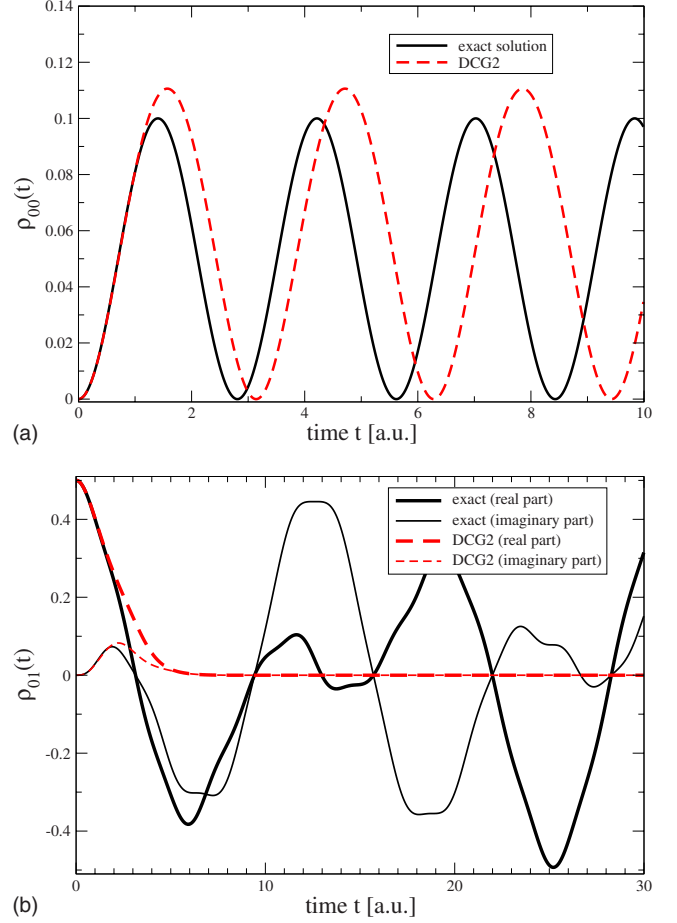 0.14
0.12
0.1
0.08
0.06
0.04
0.02
0
ρ00(t)
exact solution
DCG2
0 2 4 6 8 10
(a) time t [a.u.]
0.4
0.2
0
-0.2
-0.4
ρ01(t)
exact (real part)
exact (imaginary part)
DCG2 (real part)
DCG2 (imaginary part)
0 10 20 30
(b) time t [a.u.]